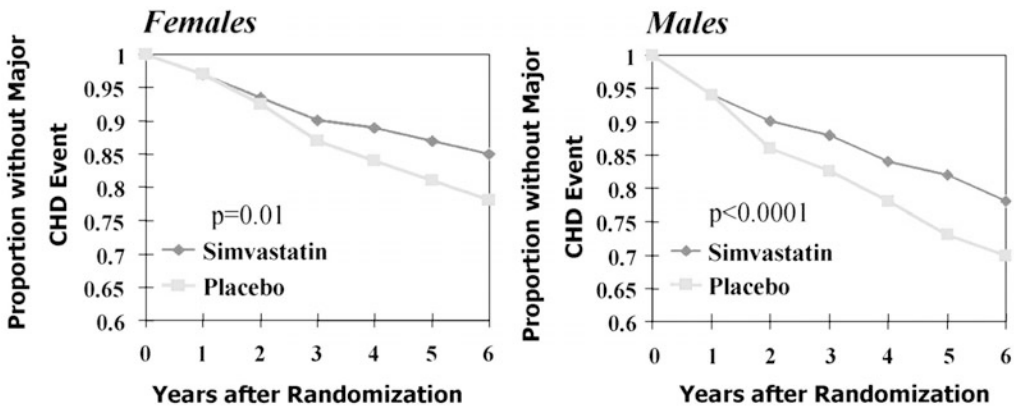 Females
Proportion without Major
CHD Event
1
0.95
0.9
0.85
0.8
0.75
0.7
0.65
0.6
p=0.01
Simvastatin
Placebo
0 1 2 3 4 5 6
Years after Randomization
Males
Proportion without Major
CHD Event
1
0.95
0.9
0.85
0.8
0.75
0.7
0.65
0.6
p<0.0001
Simvastatin
Placebo
0 1 2 3 4 5 6
Years after Randomization